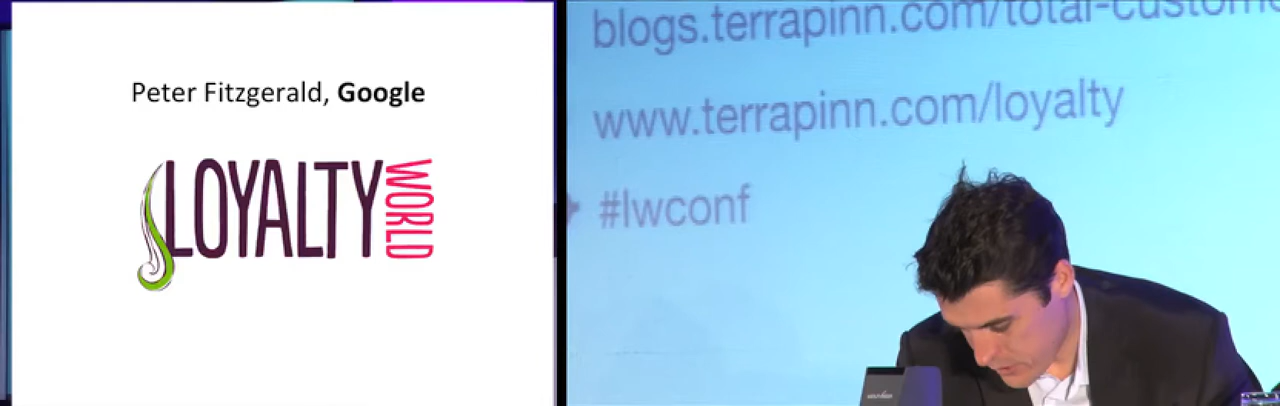 Peter Fitzgerald, Google
LOYALTY WORLD
blogs.terrapinn.com/total-custome
www.terrapinn.com/loyalty
#lwconf